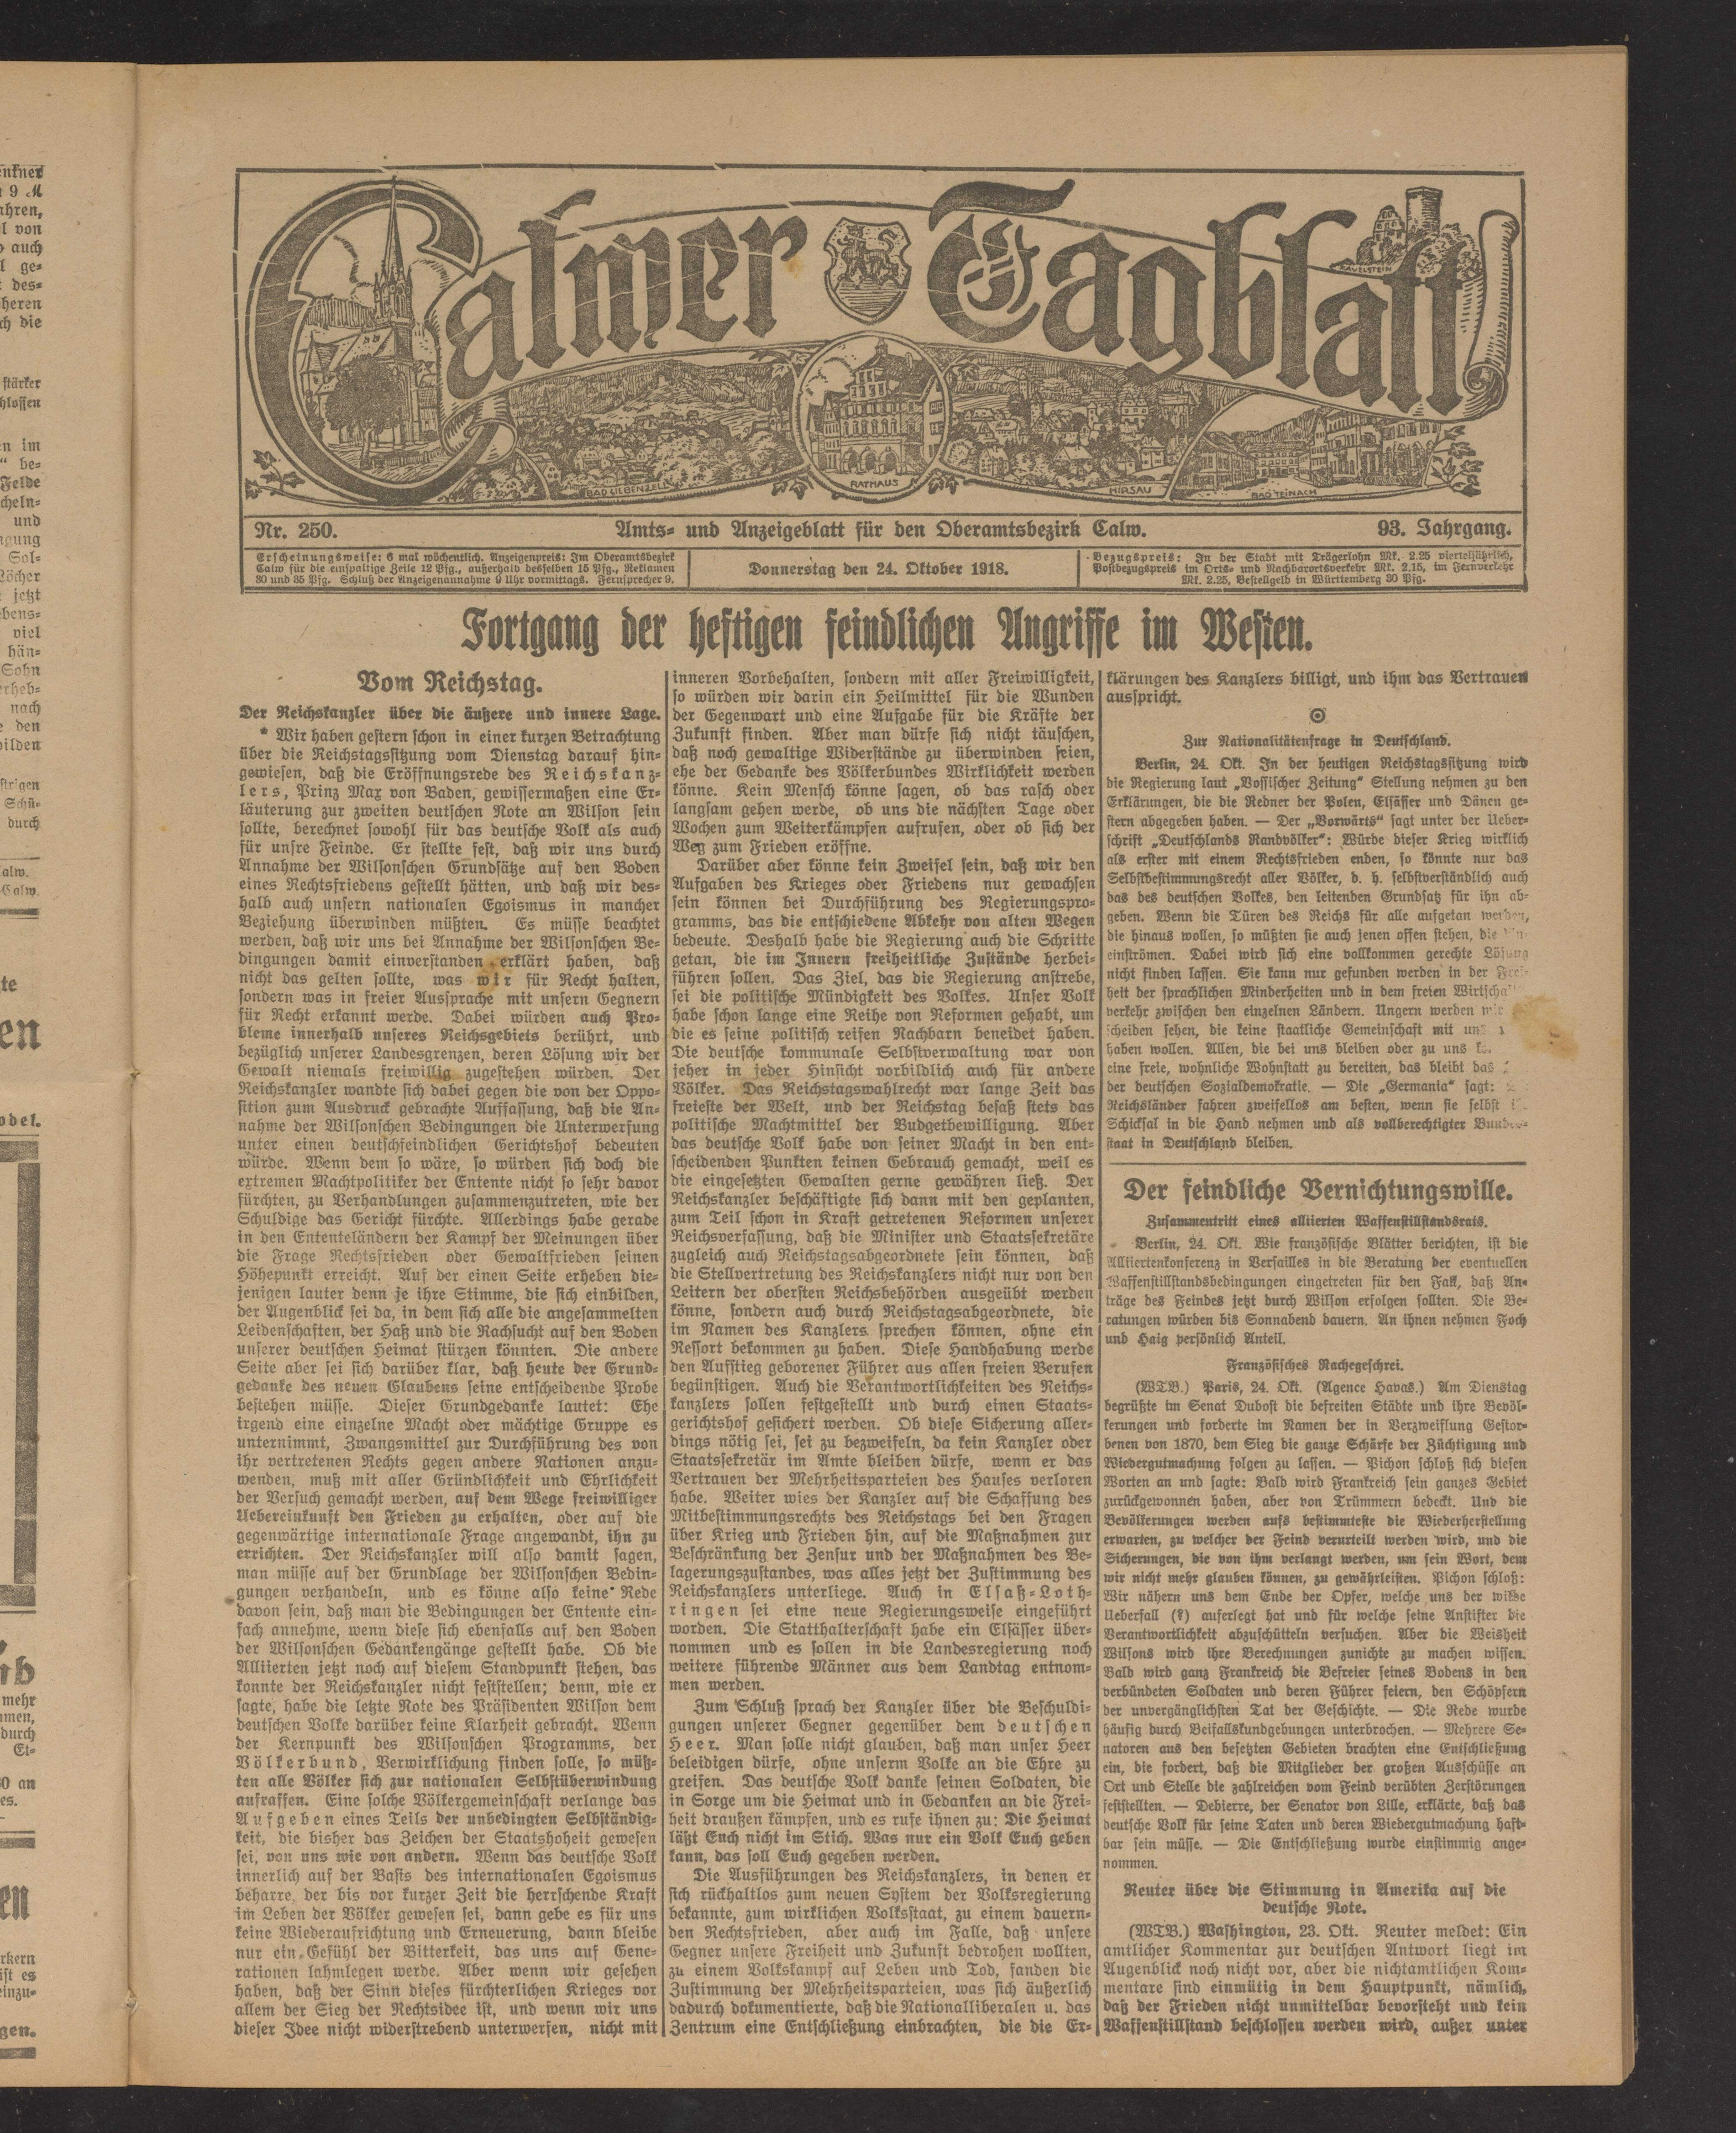 Calwer Tagblatt
ZAVELSTEIN
BAD LIEBENZELL
RATHAUS
HIRSAU
BAD TEINACH
Nr. 250.
Amts- und Anzeigeblatt für den Oberamtsbezirk Calw.
93. Jahrgang.
Erscheinungsweise: 6 mal wöchentlich. Anzeigenpreis: Im Oberamtsbezirk
Calw für die einspaltige Zeile 12 Pfg., außerhalb desselben 15 Pfg., Reklamen
30 und 35 Pfg. Schluß der Anzeigenannahme 9 Uhr vormittags. Fernsprecher 9.
Donnerstag den 24. Oktober 1918.
Bezugspreis: In der Stadt mit Trägerlohn Mk. 2.25 vierteljährlich,
Postbezugspreis im Orts- und Nachbarortsverkehr Mk. 2.15, im Fernverkehr
Mk. 2.25, Bestellgeld in Württemberg 30 Pfg.
Fortgang der heftigen feindlichen Angriffe im Westen.
Vom Reichstag.
Der Reichskanzler über die äußere und innere Lage.
* Wir haben gestern schon in einer kurzen Betrachtung
über die Reichstagssitzung vom Dienstag darauf hin-
gewiesen, daß die Eröffnungsrede des Reichskanz-
lers, Prinz Max von Baden, gewissermaßen eine Er-
läuterung zur zweiten deutschen Note an Wilson sein
sollte, berechnet sowohl für das deutsche Volk als auch
für unsre Feinde. Er stellte fest, daß wir uns durch
Annahme der Wilsonschen Grundsätze auf den Boden
eines Rechtsfriedens gestellt hätten, und daß wir des-
halb auch unsern nationalen Egoismus in mancher
Beziehung überwinden müßten. Es müsse beachtet
werden, daß wir uns bei Annahme der Wilsonschen Be-
dingungen damit einverstanden erklärt haben, daß
nicht das gelten sollte, was wir für Recht halten,
sondern was in freier Aussprache mit unsern Gegnern
für Recht erkannt werde. Dabei würden auch Pro-
bleme innerhalb unseres Reichsgebiets berührt, und
bezüglich unserer Landesgrenzen, deren Lösung wir der
Gewalt niemals freiwillig zugestehen würden. Der
Reichskanzler wandte sich dabei gegen die von der Oppo-
sition zum Ausdruck gebrachte Auffassung, daß die An-
nahme der Wilsonschen Bedingungen die Unterwerfung
unter einen deutschfeindlichen Gerichtshof bedeuten
würde. Wenn dem so wäre, so würden sich doch die
extremen Machtpolitiker der Entente nicht so sehr davor
fürchten, zu Verhandlungen zusammenzutreten, wie der
Schuldige das Gericht fürchte. Allerdings habe gerade
in den Ententeländern der Kampf der Meinungen über
die Frage Rechtsfrieden oder Gewaltfrieden seinen
Höhepunkt erreicht. Auf der einen Seite erheben die-
jenigen lauter denn je ihre Stimme, die sich einbilden,
der Augenblick sei da, in dem sich alle die angesammelten
Leidenschaften, der Haß und die Rachsucht auf den Boden
unserer deutschen Heimat stürzen könnten. Die andere
Seite aber sei sich darüber klar, daß heute der Grund-
gedanke des neuen Glaubens seine entscheidende Probe
bestehen müsse. Dieser Grundgedanke lautet: Ehe
irgend eine einzelne Macht oder mächtige Gruppe es
unternimmt, Zwangsmittel zur Durchführung des von
ihr vertretenen Rechts gegen andere Nationen anzu-
wenden, muß mit aller Gründlichkeit und Ehrlichkeit
der Versuch gemacht werden, auf dem Wege freiwilliger
Uebereinkunft den Frieden zu erhalten, oder auf die
gegenwärtige internationale Frage angewandt, ihn zu
errichten. Der Reichskanzler will also damit sagen,
man müsse auf der Grundlage der Wilsonschen Bedin-
gungen verhandeln, und es könne also keine Rede
davon sein, daß man die Bedingungen der Entente ein-
fach annehme, wenn diese sich ebenfalls auf den Boden
der Wilsonschen Gedankengänge gestellt habe. Ob die
Alliierten jetzt noch auf diesem Standpunkt stehen, das
konnte der Reichskanzler nicht feststellen; denn, wie er
sagte, habe die letzte Note des Präsidenten Wilson dem
deutschen Volke darüber keine Klarheit gebracht. Wenn
der Kernpunkt des Wilsonschen Programms, der
Völkerbund, Verwirklichung finden solle, so müß-
ten alle Völker sich zur nationalen Selbstüberwindung
aufraffen. Eine solche Völkergemeinschaft verlange das
Aufgeben eines Teils der unbedingten Selbständig-
keit, die bisher das Zeichen der Staatshoheit gewesen
sei, von uns wie von andern. Wenn das deutsche Volk
innerlich auf der Basis des internationalen Egoismus
beharre, der bis vor kurzer Zeit die herrschende Kraft
im Leben der Völker gewesen sei, dann gebe es für uns
keine Wiederaufrichtung und Erneuerung, dann bleibe
nur ein Gefühl der Bitterkeit, das uns auf Gene-
rationen lahmlegen werde. Aber wenn wir gesehen
haben, daß der Sinn dieses fürchterlichen Krieges vor
allem der Sieg der Rechtsidee ist, und wenn wir uns
dieser Idee nicht widerstrebend unterwerfen, nicht mit
inneren Vorbehalten, sondern mit aller Freiwilligkeit,
so würden wir darin ein Heilmittel für die Wunden
der Gegenwart und eine Aufgabe für die Kräfte der
Zukunft finden. Aber man dürfe sich nicht täuschen,
daß noch gewaltige Widerstände zu überwinden seien,
ehe der Gedanke des Völkerbundes Wirklichkeit werden
könne. Kein Mensch könne sagen, ob das rasch oder
langsam gehen werde, ob uns die nächsten Tage oder
Wochen zum Weiterkämpfen aufrufen, oder ob sich der
Weg zum Frieden eröffne.
Darüber aber könne kein Zweifel sein, daß wir den
Aufgaben des Krieges oder Friedens nur gewachsen
sein können bei Durchführung des Regierungspro-
gramms, das die entschiedene Abkehr von alten Wegen
bedeute. Deshalb habe die Regierung auch die Schritte
getan, die im Innern freiheitliche Zustände herbei-
führen sollen. Das Ziel, das die Regierung anstrebe,
sei die politische Mündigkeit des Volkes. Unser Volk
habe schon lange eine Reihe von Reformen gehabt, um
die es seine politisch reifen Nachbarn beneidet haben.
Die deutsche kommunale Selbstverwaltung war von
jeher in jeder Hinsicht vorbildlich auch für andere
Völker. Das Reichstagswahlrecht war lange Zeit das
freieste der Welt, und der Reichstag besaß stets das
politische Machtmittel der Budgetbewilligung. Aber
das deutsche Volk habe von seiner Macht in den ent-
scheidenden Punkten keinen Gebrauch gemacht, weil es
die eingesetzten Gewalten gerne gewähren ließ. Der
Reichskanzler beschäftigte sich dann mit den geplanten,
zum Teil schon in Kraft getretenen Reformen unserer
Reichsverfassung, daß die Minister und Staatssekretäre
zugleich auch Reichstagsabgeordnete sein können, daß
die Stellvertretung des Reichskanzlers nicht nur von den
Leitern der obersten Reichsbehörden ausgeübt werden
könne, sondern auch durch Reichstagsabgeordnete, die
im Namen des Kanzlers sprechen können, ohne ein
Ressort bekommen zu haben. Diese Handhabung werde
den Aufstieg geborener Führer aus allen freien Berufen
begünstigen. Auch die Verantwortlichkeiten des Reichs-
kanzlers sollen festgestellt und durch einen Staats-
gerichtshof gesichert werden. Ob diese Sicherung aller-
dings nötig sei, sei zu bezweifeln, da kein Kanzler oder
Staatssekretär im Amte bleiben dürfe, wenn er das
Vertrauen der Mehrheitsparteien des Hauses verloren
habe. Weiter wies der Kanzler auf die Schaffung des
Mitbestimmungsrechts des Reichstags bei den Fragen
über Krieg und Frieden hin, auf die Maßnahmen zur
Beschränkung der Zensur und der Maßnahmen des Be-
lagerungszustandes, was alles jetzt der Zustimmung des
Reichskanzlers unterliege. Auch in Elsaß-Loth-
ringen sei eine neue Regierungsweise eingeführt
worden. Die Statthalterschaft habe ein Elsässer über-
nommen und es sollen in die Landesregierung noch
weitere führende Männer aus dem Landtag entnom-
men werden.
Zum Schluß sprach der Kanzler über die Beschuldi-
gungen unserer Gegner gegenüber dem deutschen
Heer. Man solle nicht glauben, daß man unser Heer
beleidigen dürfe, ohne unserm Volke an die Ehre zu
greifen. Das deutsche Volk danke seinen Soldaten, die
in Sorge um die Heimat und in Gedanken an die Frei-
heit draußen kämpfen, und es rufe ihnen zu: Die Heimat
läßt Euch nicht im Stich. Was nur ein Volk Euch geben
kann, das soll Euch gegeben werden.
Die Ausführungen des Reichskanzlers, in denen er
sich rückhaltlos zum neuen System der Volksregierung
bekannte, zum wirklichen Volksstaat, zu einem dauern-
den Rechtsfrieden, aber auch im Falle, daß unsere
Gegner unsere Freiheit und Zukunft bedrohen wollten,
zu einem Volkskampf auf Leben und Tod, fanden die
Zustimmung der Mehrheitsparteien, was sich äußerlich
dadurch dokumentierte, daß die Nationalliberalen u. das
Zentrum eine Entschließung einbrachten, die die Er-
klärungen des Kanzlers billigt, und ihm das Vertrauen
ausspricht.
Zur Nationalitätenfrage in Deutschland.
Berlin, 24. Okt. In der heutigen Reichstagssitzung wird
die Regierung laut „Vossischer Zeitung“ Stellung nehmen zu den
Erklärungen, die die Redner der Polen, Elsässer und Dänen ge-
stern abgegeben haben. — Der „Vorwärts“ sagt unter der Ueber-
schrift „Deutschlands Randvölker“: Würde dieser Krieg wirklich
als erster mit einem Rechtsfrieden enden, so könnte nur das
Selbstbestimmungsrecht aller Völker, d. h. selbstverständlich auch
das des deutschen Volkes, den leitenden Grundsatz für ihn ab-
geben. Wenn die Türen des Reichs für alle aufgetan werden,
die hinaus wollen, so müßten sie auch jenen offen stehen, die
einströmen. Dabei wird sich eine vollkommen gerechte Lösung
nicht finden lassen. Sie kann nur gefunden werden in der Frei-
heit der sprachlichen Minderheiten und in dem freien Wirtschafts-
verkehr zwischen den einzelnen Ländern. Ungern werden wir
scheiden sehen, die keine staatliche Gemeinschaft mit uns
haben wollen. Allen, die bei uns bleiben oder zu uns
eine freie, wohnliche Wohnstatt zu bereiten, das bleibt das
der deutschen Sozialdemokratie. — Die „Germania“ sagt:
Reichsländer fahren zweifellos am besten, wenn sie selbst
Schicksal in die Hand nehmen und als vollberechtigter Bundes-
staat in Deutschland bleiben.
Der feindliche Vernichtungswille.
Zusammentritt eines alliierten Waffenstillstandsrats.
Berlin, 24. Okt. Wie französische Blätter berichten, ist die
Alliiertenkonferenz in Versailles in die Beratung der eventuellen
Waffenstillstandsbedingungen eingetreten für den Fall, daß An-
träge des Feindes jetzt durch Wilson erfolgen sollten. Die Be-
ratungen würden bis Sonnabend dauern. An ihnen nehmen Foch
und Haig persönlich Anteil.
Französisches Rachegeschrei.
(WTB.) Paris, 24. Okt. (Agence Havas.) Am Dienstag
begrüßte im Senat Dubost die befreiten Städte und ihre Bevöl-
kerungen und forderte im Namen der in Verzweiflung Gestor-
benen von 1870, dem Sieg die ganze Schärfe der Züchtigung und
Wiedergutmachung folgen zu lassen. — Pichon schloß sich diesen
Worten an und sagte: Bald wird Frankreich sein ganzes Gebiet
zurückgewonnen haben, aber von Trümmern bedeckt. Und die
Bevölkerungen werden aufs bestimmteste die Wiederherstellung
erwarten, zu welcher der Feind verurteilt werden wird, und die
Sicherungen, die von ihm verlangt werden, um sein Wort, dem
wir nicht mehr glauben können, zu gewährleisten. Pichon schloß:
Wir nähern uns dem Ende der Opfer, welche uns der wilde
Ueberfall (?) auferlegt hat und für welche seine Anstifter die
Verantwortlichkeit abzuschütteln versuchen. Aber die Weisheit
Wilsons wird ihre Berechnungen zunichte zu machen wissen.
Bald wird ganz Frankreich die Befreier seines Bodens in den
verbündeten Soldaten und deren Führer feiern, den Schöpfern
der unvergänglichsten Tat der Geschichte. — Die Rede wurde
häufig durch Beifallskundgebungen unterbrochen. — Mehrere Se-
natoren aus den besetzten Gebieten brachten eine Entschließung
ein, die fordert, daß die Mitglieder der großen Ausschüsse an
Ort und Stelle die zahlreichen vom Feind verübten Zerstörungen
feststellten. — Debierre, der Senator von Lille, erklärte, daß das
deutsche Volk für seine Taten und deren Wiedergutmachung haft-
bar sein müsse. — Die Entschließung wurde einstimmig ange-
nommen.
Reuter über die Stimmung in Amerika auf die
deutsche Note.
(WTB.) Washington, 23. Okt. Reuter meldet: Ein
amtlicher Kommentar zur deutschen Antwort liegt im
Augenblick noch nicht vor, aber die nichtamtlichen Kom-
mentare sind einmütig in dem Hauptpunkt, nämlich,
daß der Frieden nicht unmittelbar bevorsteht und kein
Waffenstillstand beschlossen werden wird, außer unter